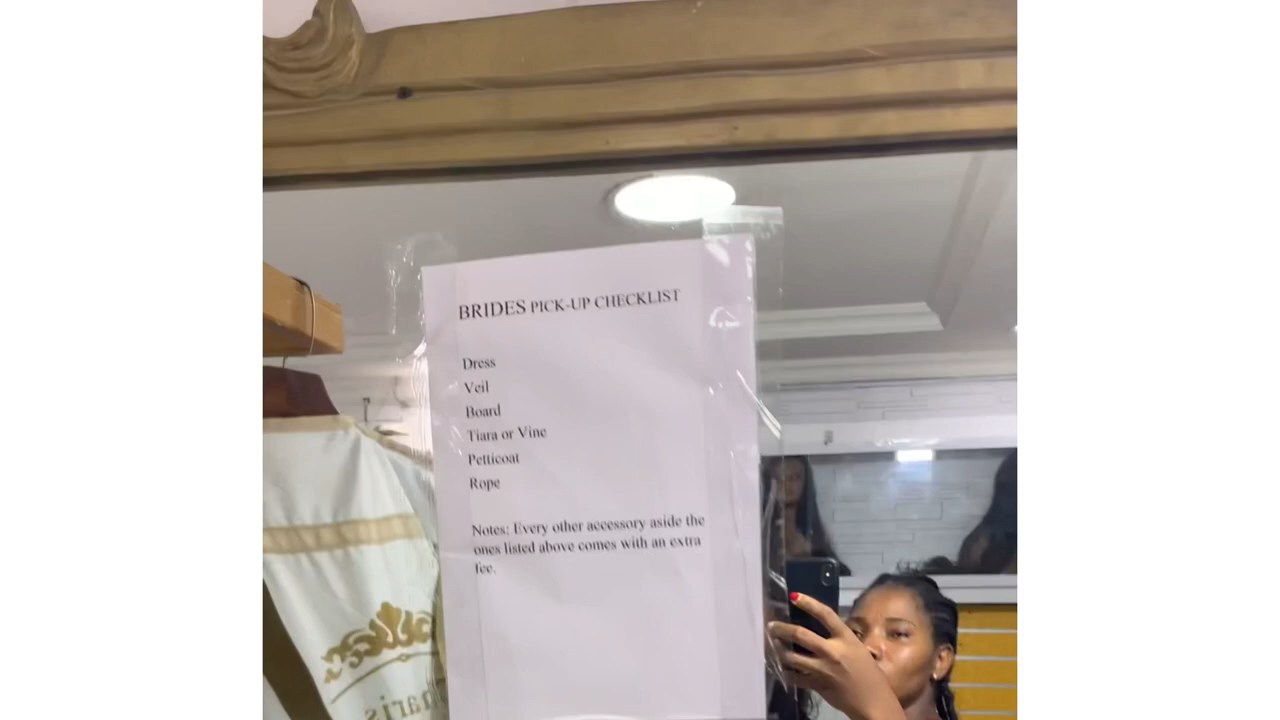 BRIDES PICK-UP CHECKLIST
Dress
Veil
Board
Tiara or Vine
Petticoat
Rope
Notes: Every other accessory aside the
ones listed above comes with an extra
fee.